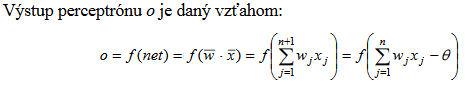 Výstup perceptrónu o je daný vzťahom:
o = f(net) = f(w̅ · x̅) = f(∑_{j=1}^{n+1} w_j x_j) = f(∑_{j=1}^{n} w_j x_j − θ)